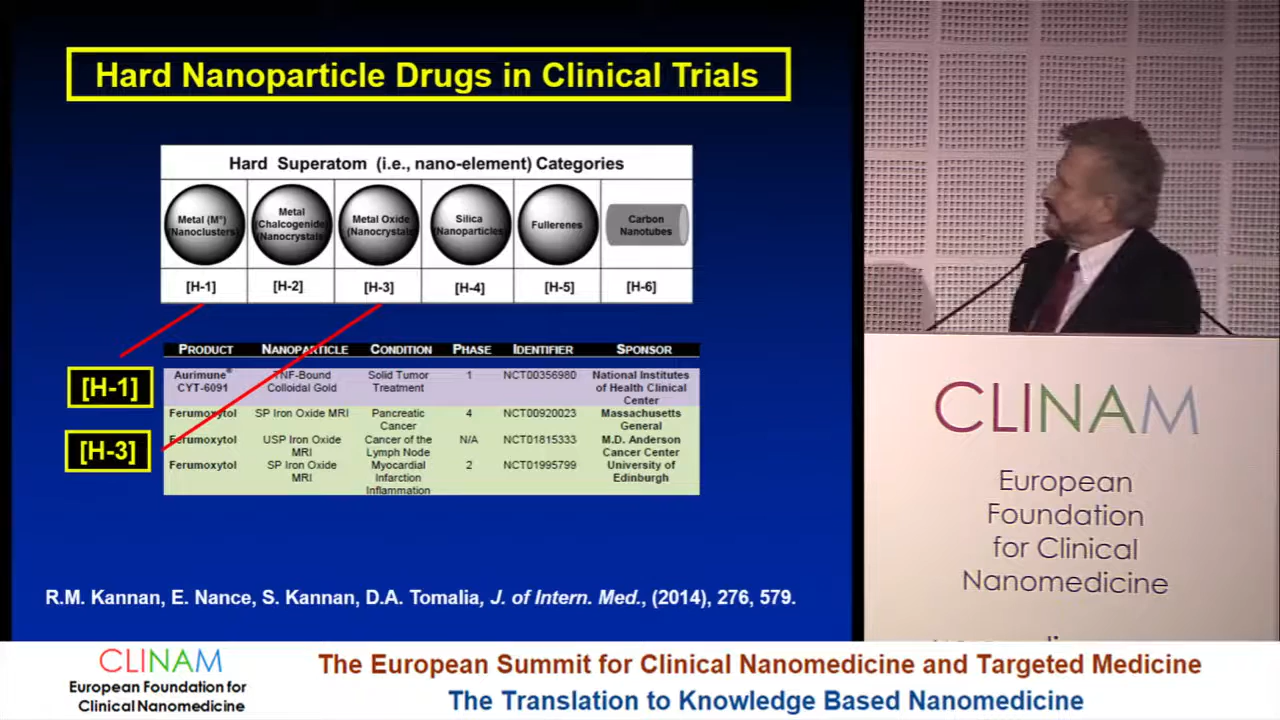 Hard Nanoparticle Drugs in Clinical Trials
Hard Superatom (i.e., nano-element) Categories
Metal (M°)
(Nanoclusters)
Metal
(Chalcogenide)
(Nanocrystals
Metal Oxide
(Nanocrystals
Silica
(Nanoparticles)
Fullerenes
Carbon
Nanotubes
[H-1] [H-2] [H-3] [H-4] [H-5] [H-6]
PRODUCT NANOPARTICLE CONDITION PHASE IDENTIFIER SPONSOR
Aurimune® TNF-Bound Solid Tumor 1 NCT00356980 National Institutes
CYT-6091 Colloidal Gold Treatment of Health Clinical
Center
Ferumoxytol SP Iron Oxide MRI Pancreatic 4 NCT00920023 Massachusetts
Cancer General
Ferumoxytol USP Iron Oxide Cancer of the N/A NCT01815333 M.D. Anderson
MRI Lymph Node Cancer Center
Ferumoxytol SP Iron Oxide Myocardial 2 NCT01995799 University of
MRI Infarction Edinburgh
Inflammation
[H-1]
[H-3]
R.M. Kannan, E. Nance, S. Kannan, D.A. Tomalia, J. of Intern. Med., (2014), 276, 579.
CLINAM
European
Foundation
for Clinical
Nanomedicine
CLINAM
European Foundation for
Clinical Nanomedicine
The European Summit for Clinical Nanomedicine and Targeted Medicine
The Translation to Knowledge Based Nanomedicine